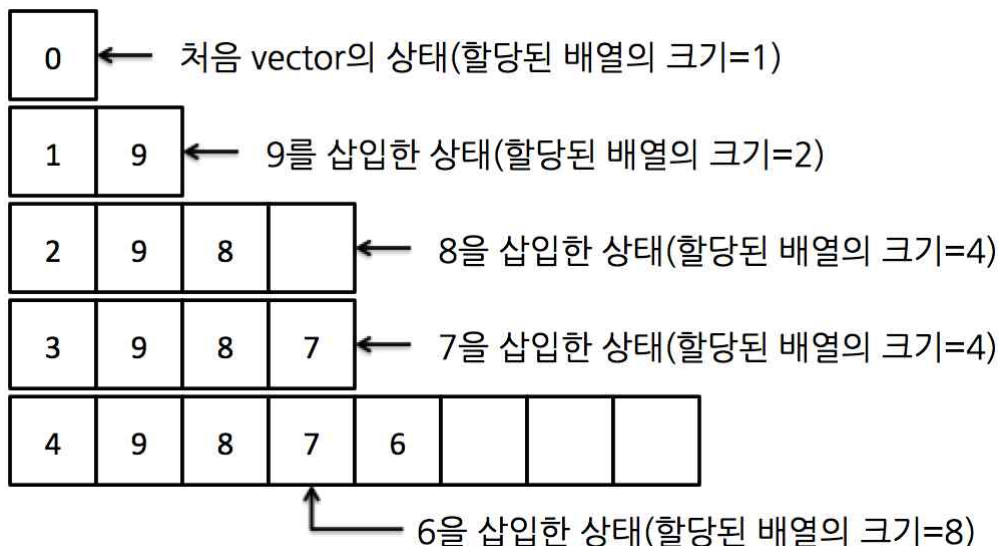 0 처음 vector의 상태(할당된 배열의 크기=1)
1 9 9를 삽입한 상태(할당된 배열의 크기=2)
2 9 8 8을 삽입한 상태(할당된 배열의 크기=4)
3 9 8 7 7을 삽입한 상태(할당된 배열의 크기=4)
4 9 8 7 6
6을 삽입한 상태(할당된 배열의 크기=8)